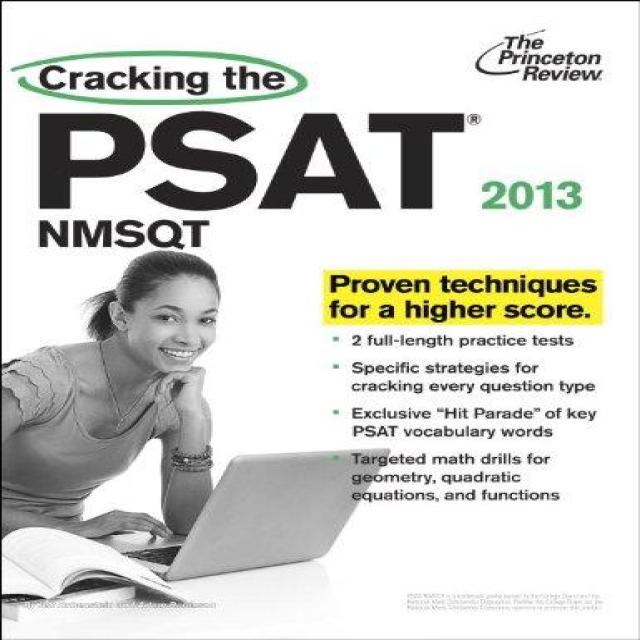 The
Princeton
Review
Cracking the
PSAT®
2013
NMSQT
Proven techniques
for a higher score.
2 full-length practice tests
Specific strategies for
cracking every question type
Exclusive “Hit Parade” of key
PSAT vocabulary words
Targeted math drills for
geometry, quadratic
equations, and functions